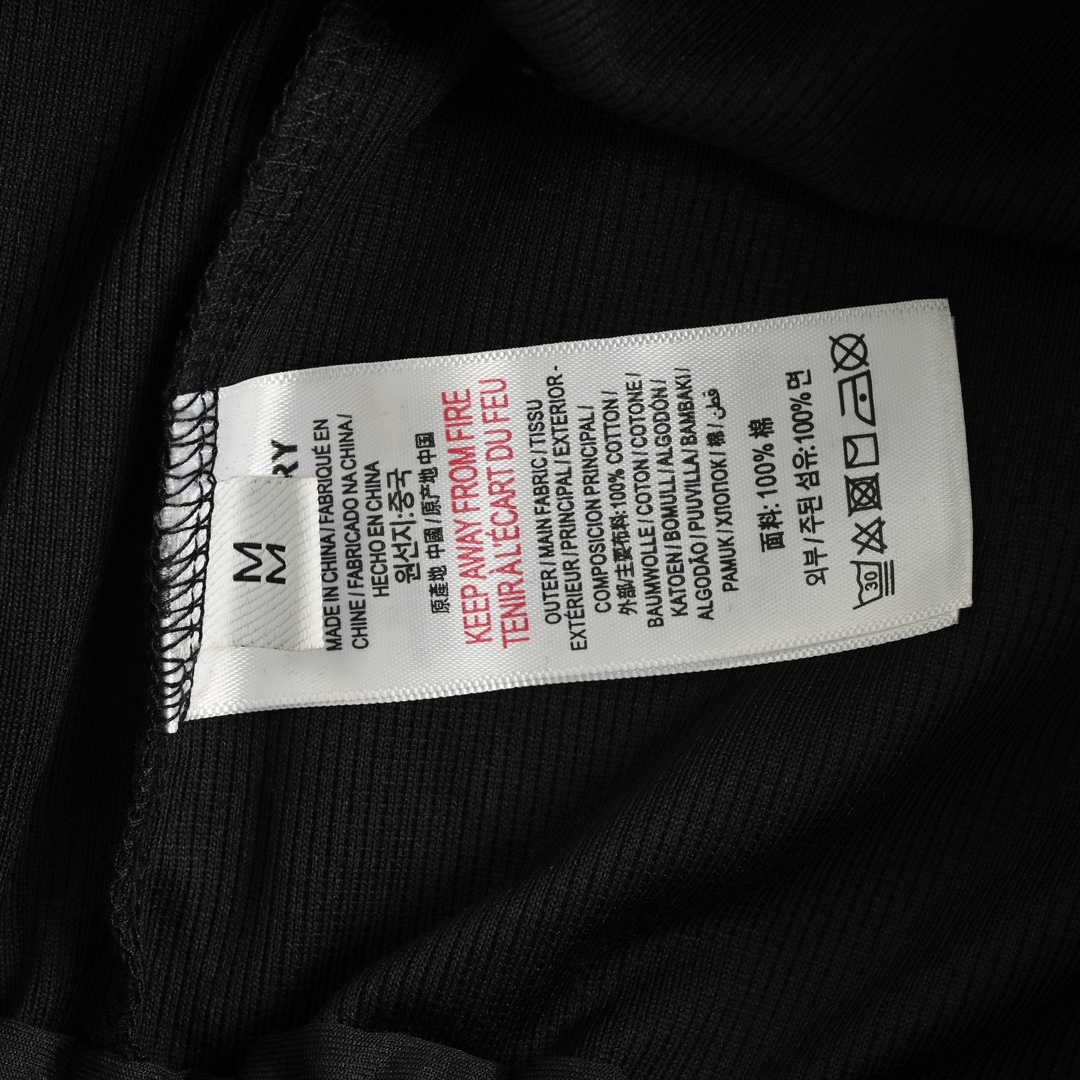 RY
M
M
MADE IN CHINA / FABRIQUÉ EN
CHINE / FABRICADO NA CHINA /
HECHO EN CHINA
원선지:중국
原產地 中國 / 原产地 中国
KEEP AWAY FROM FIRE
TENIR À L'ÉCART DU FEU
OUTER / MAIN FABRIC / TISSU
EXTÉRIEUR / PRINCIPAL / EXTERIOR -
COMPOSICION PRINCIPAL /
外部/主要布料: 100% COTTON /
BAUMWOLLE / COTON / COTONE /
KATOEN / BOMULL / ALGODÓN /
ALGODÃO / PUUVILLA / BAMBAKI /
PAMUK / ХЛОПОК / 棉 / قطن
面料: 100% 棉
외부 / 주된 섬유: 100% 면
30